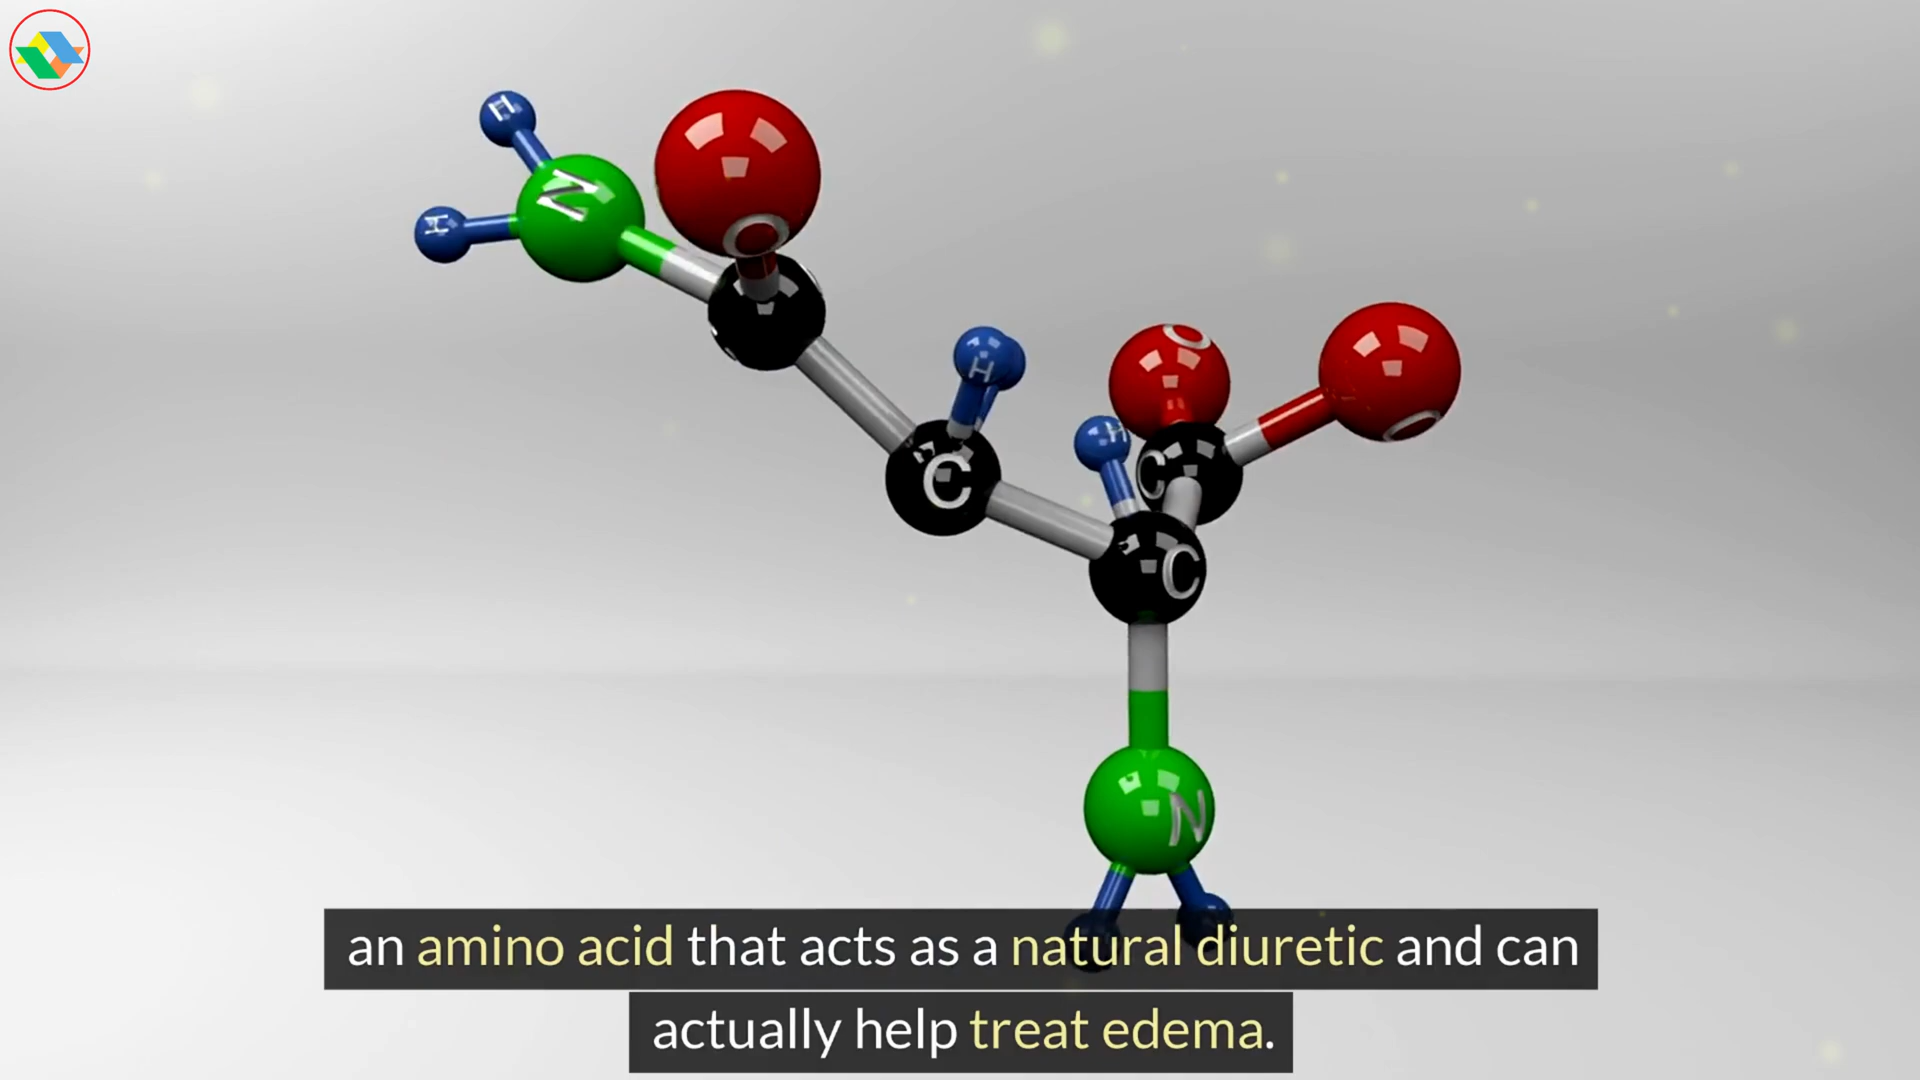 H
N
H
O
C
H
O
O
H
C
C
C
N
an amino acid that acts as a natural diuretic and can
actually help treat edema.